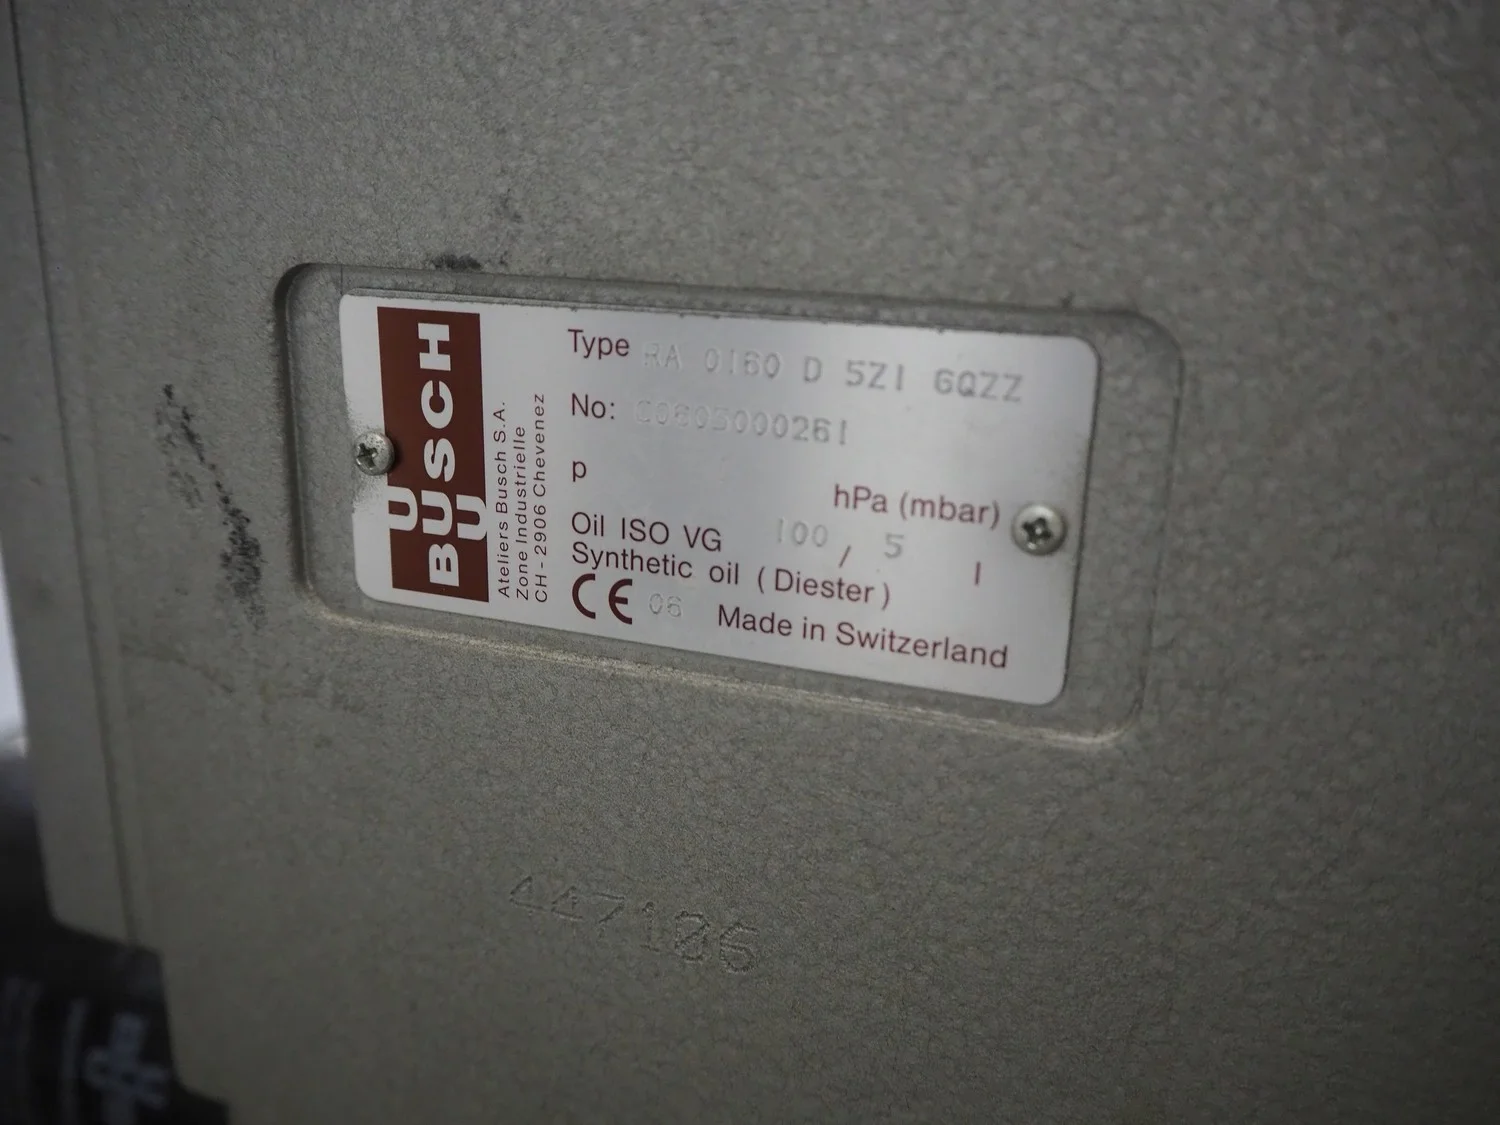 BUSCH
Ateliers Busch S.A.
Zone Industrielle
CH - 2906 Chevenez
Type RA 0160 D 5Z1 GQZZ
No: C0605000261
p hPa (mbar)
Oil ISO VG 100 / 5 l
Synthetic oil ( Diester )
CE 06 Made in Switzerland
447106